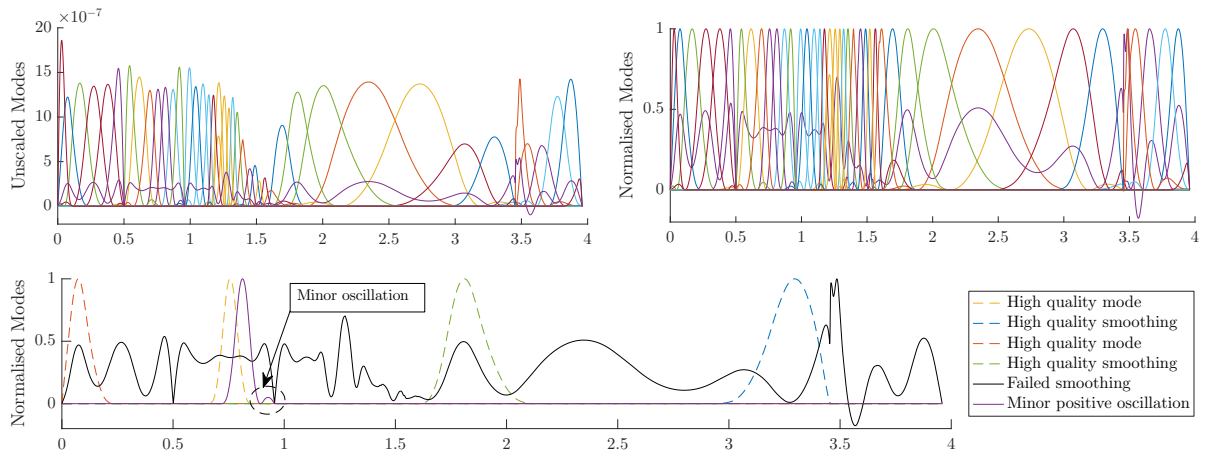 ×10⁻⁷
20
15
10
5
0
Unscaled Modes
0 0.5 1 1.5 2 2.5 3 3.5 4
1
0.5
0
Normalised Modes
0 0.5 1 1.5 2 2.5 3 3.5 4
1
0.5
0
Normalised Modes
Minor oscillation
0 0.5 1 1.5 2 2.5 3 3.5 4
High quality mode
High quality smoothing
High quality mode
High quality smoothing
Failed smoothing
Minor positive oscillation